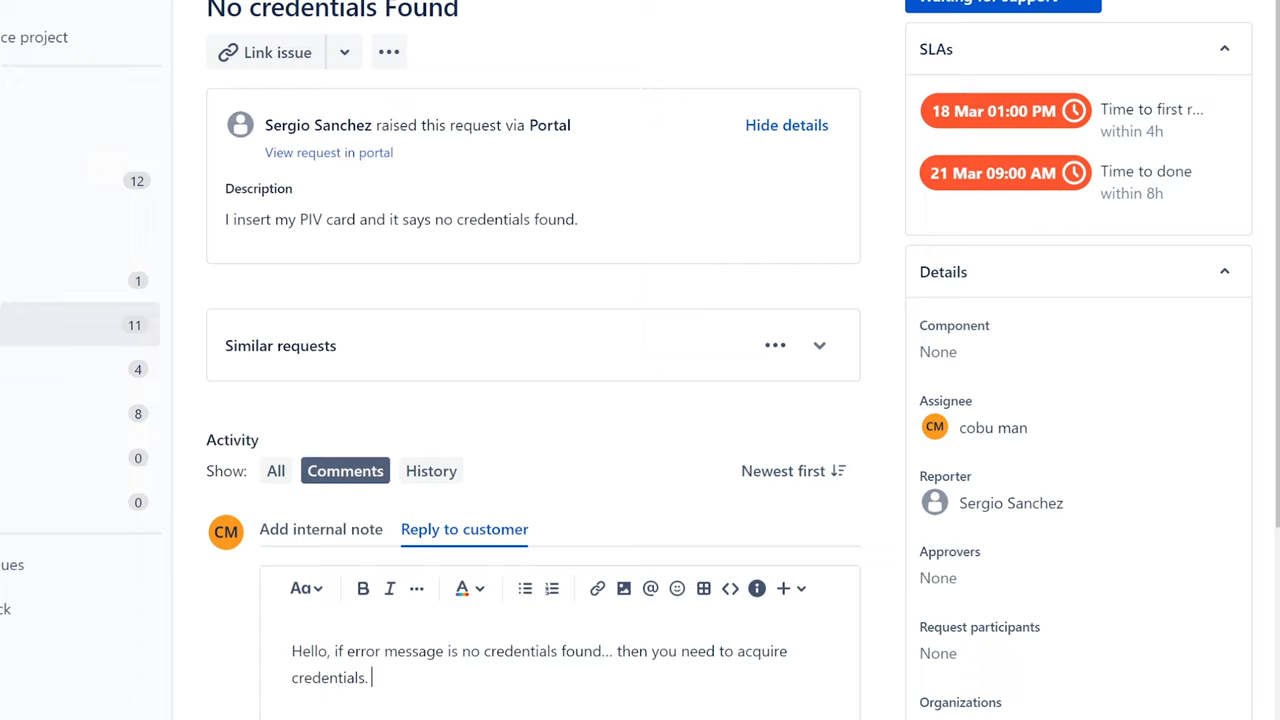 No credentials Found
Waiting for support
ce project
Link issue
SLAs
Sergio Sanchez raised this request via Portal
Hide details
View request in portal
18 Mar 01:00 PM
Time to first r...
within 4h
Description
21 Mar 09:00 AM
Time to done
within 8h
12
I insert my PIV card and it says no credentials found.
Details
1
11
Component
None
Similar requests
4
Assignee
CM cobu man
8
Activity
0
Show: All Comments History
Newest first
Reporter
Sergio Sanchez
0
CM
Add internal note
Reply to customer
Approvers
None
ues
Aa
B I
A
@
ck
Request participants
None
Hello, if error message is no credentials found... then you need to acquire
credentials.
Organizations